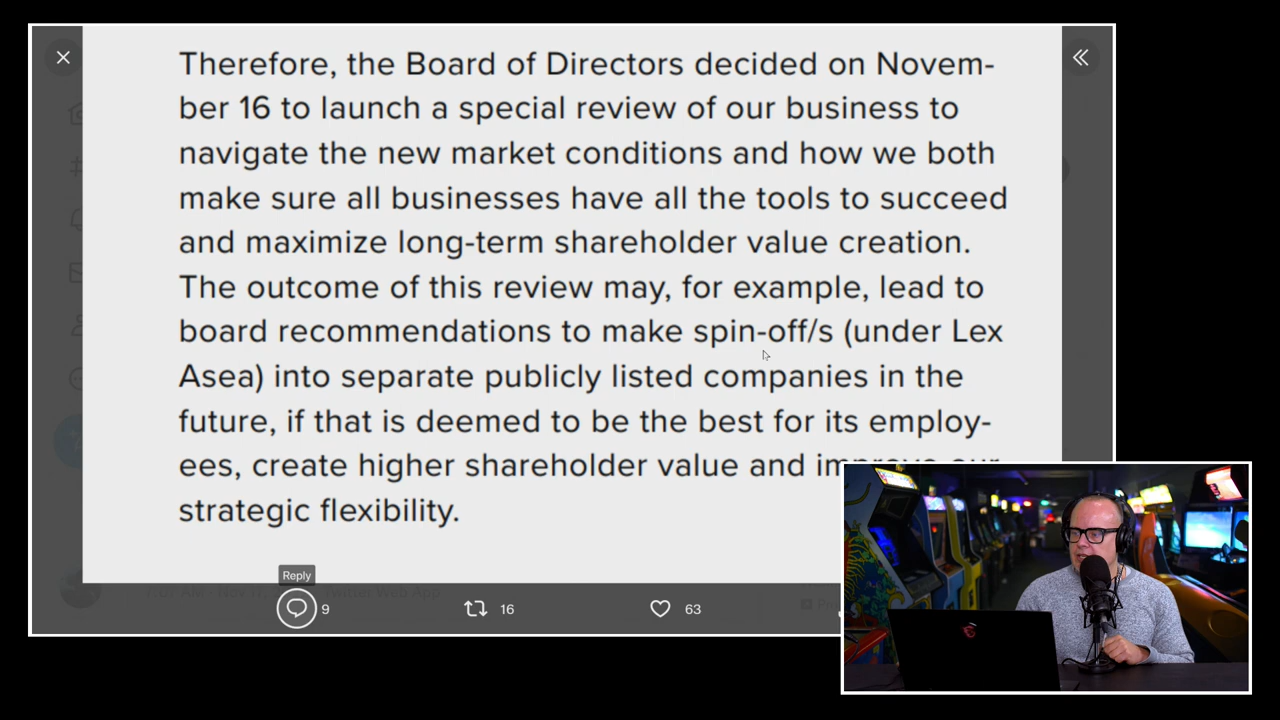 Therefore, the Board of Directors decided on Novem-
ber 16 to launch a special review of our business to
navigate the new market conditions and how we both
make sure all businesses have all the tools to succeed
and maximize long-term shareholder value creation.
The outcome of this review may, for example, lead to
board recommendations to make spin-off/s (under Lex
Asea) into separate publicly listed companies in the
future, if that is deemed to be the best for its employ-
ees, create higher shareholder value and improve our
strategic flexibility.
Reply
9 16 63